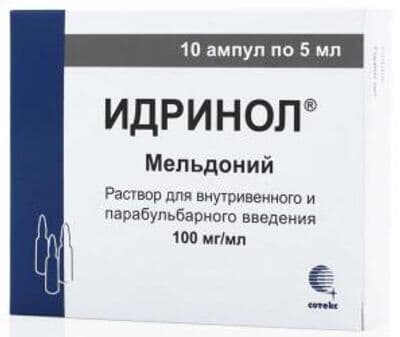 10 ампул по 5 мл
ИДРИНОЛ®
Мельдоний
Раствор для внутривенного и
парабульбарного введения
100 мг/мл
сотекс